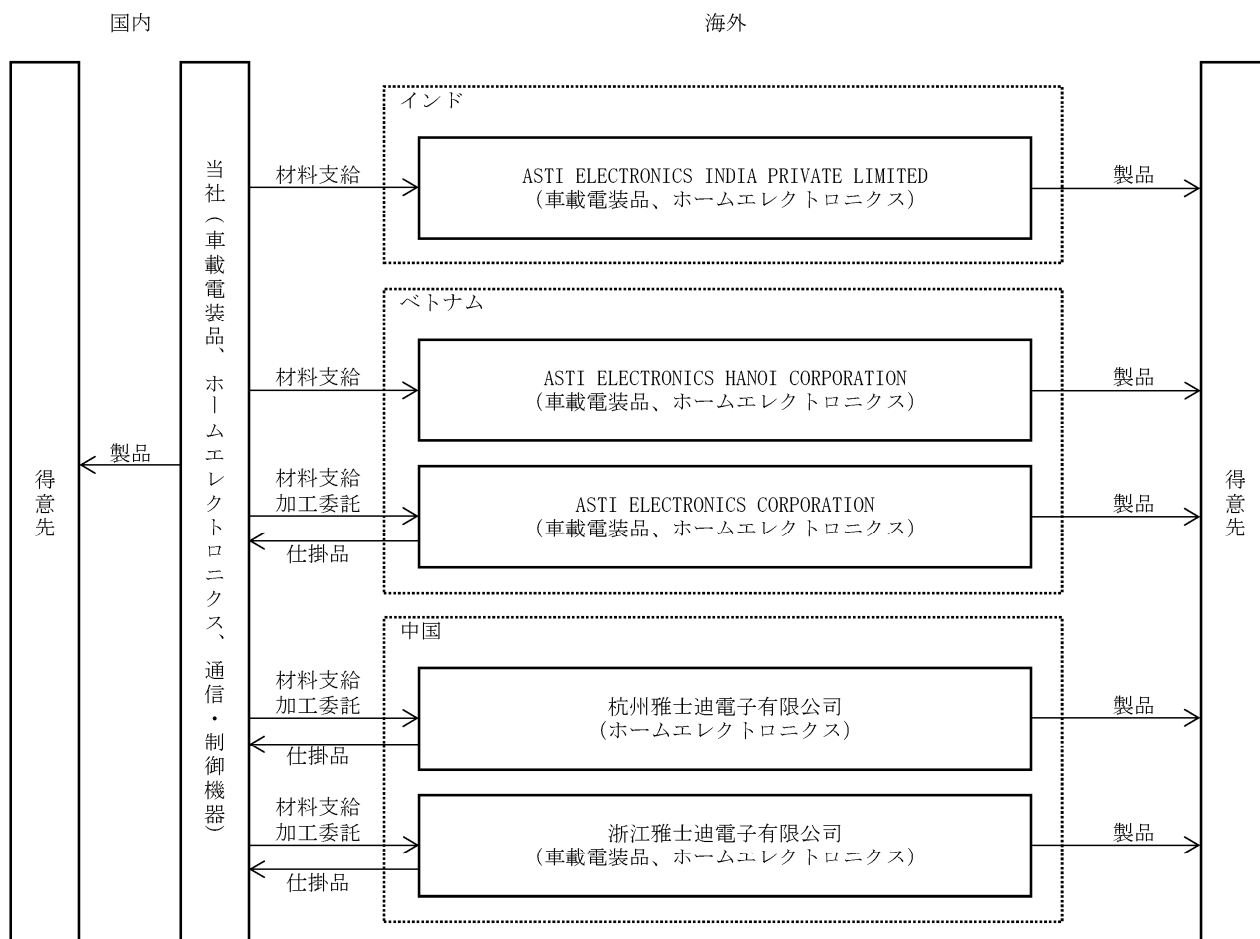 国内
海外
得意先
当社(車載電装品、ホームエレクトロニクス、通信・制御機器)
製品
インド
材料支給
ASTI ELECTRONICS INDIA PRIVATE LIMITED
(車載電装品、ホームエレクトロニクス)
製品
ベトナム
材料支給
ASTI ELECTRONICS HANOI CORPORATION
(車載電装品、ホームエレクトロニクス)
製品
材料支給
加工委託
仕掛品
ASTI ELECTRONICS CORPORATION
(車載電装品、ホームエレクトロニクス)
製品
中国
材料支給
加工委託
仕掛品
杭州雅士迪電子有限公司
(ホームエレクトロニクス)
製品
材料支給
加工委託
仕掛品
浙江雅士迪電子有限公司
(車載電装品、ホームエレクトロニクス)
製品
得意先